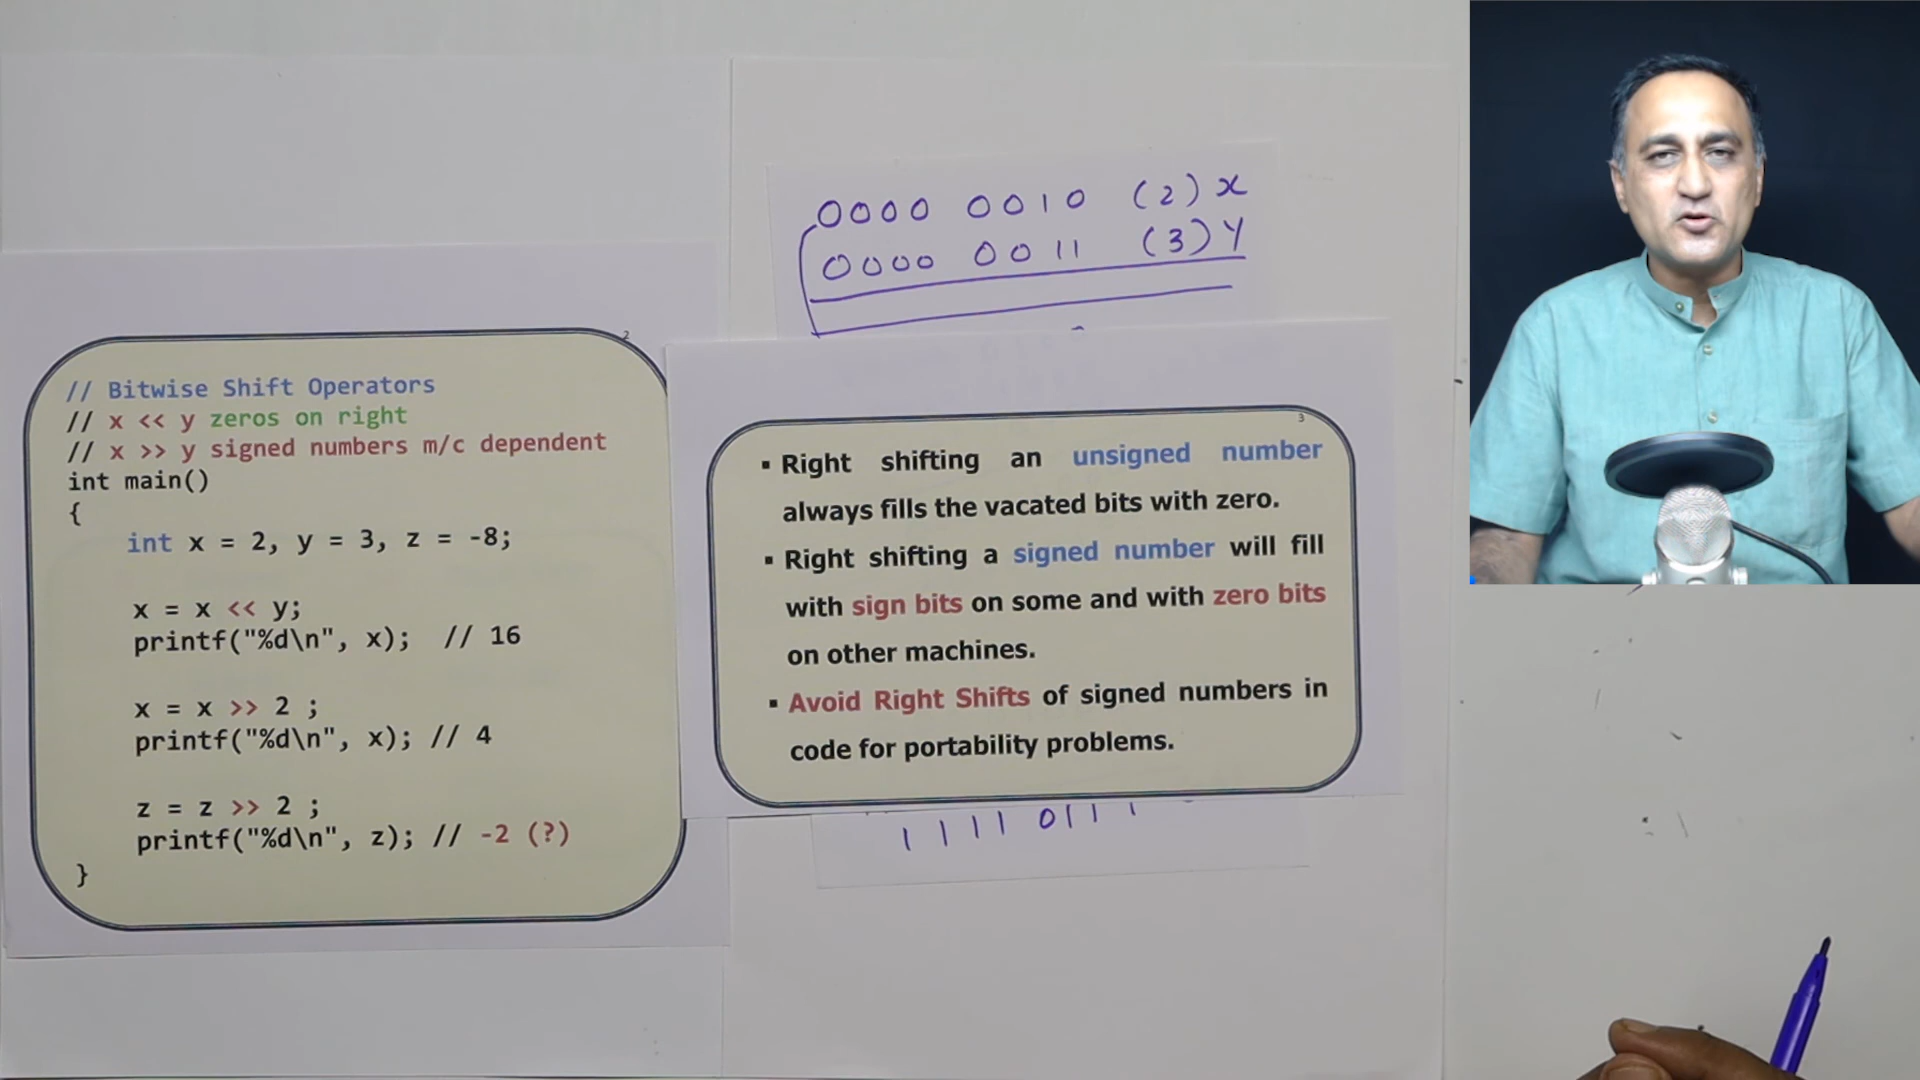 0000 0010 (2) x
0000 0011 (3) Y
2
// Bitwise Shift Operators
// x << y zeros on right
// x >> y signed numbers m/c dependent
int main()
{
int x = 2, y = 3, z = -8;
x = x << y;
printf("%d\n", x); // 16
x = x >> 2 ;
printf("%d\n", x); // 4
z = z >> 2 ;
printf("%d\n", z); // -2 (?)
}
3
▪ Right shifting an unsigned number
always fills the vacated bits with zero.
▪ Right shifting a signed number will fill
with sign bits on some and with zero bits
on other machines.
▪ Avoid Right Shifts of signed numbers in
code for portability problems.
1111 0111